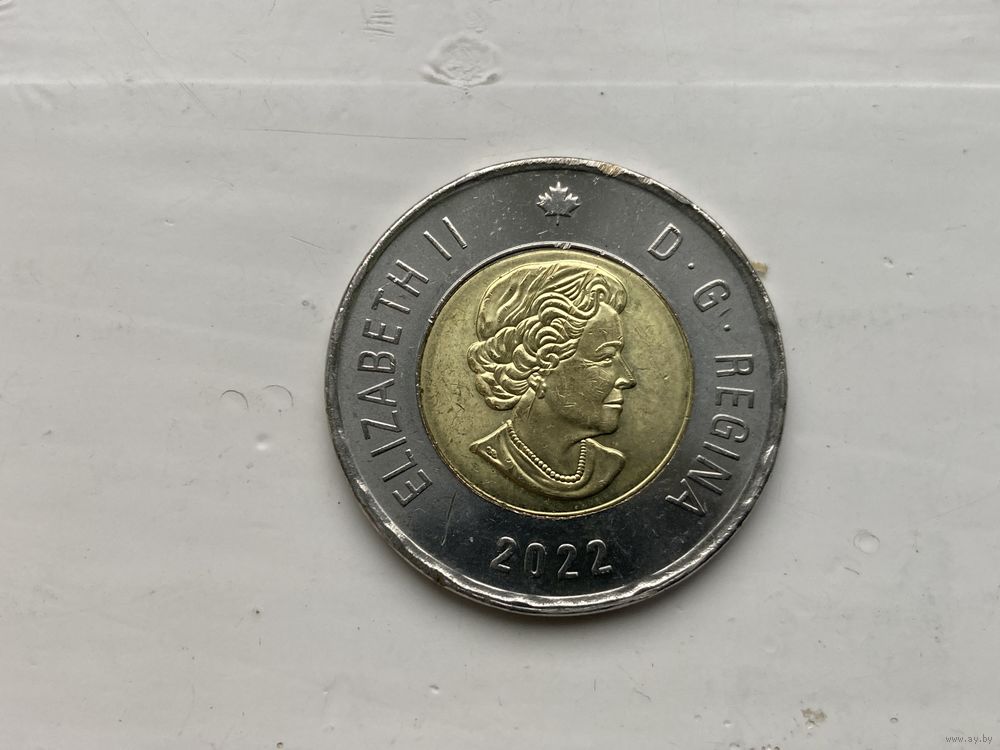 ELIZABETH II
D · G · REGINA
2022
www.ay.by